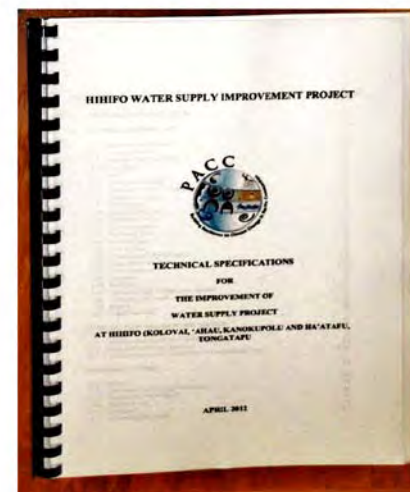 HIHIFO WATER SUPPLY IMPROVEMENT PROJECT
PACC
TECHNICAL SPECIFICATIONS
FOR
THE IMPROVEMENT OF
WATER SUPPLY PROJECT
AT HIHIFO (KOLOVAI, 'AHAU, KANOKUPOLU AND HA'ATAFU,
TONGATAPU
APRIL 2012